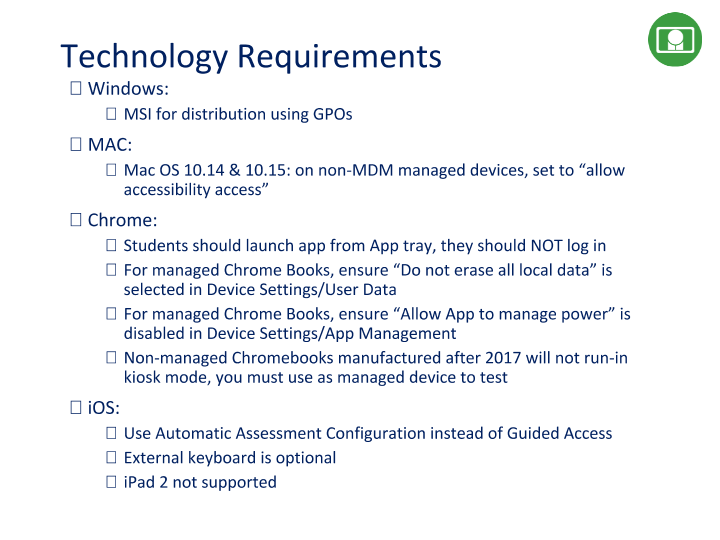 Technology Requirements
□ Windows:
□ MSI for distribution using GPOs
□ MAC:
□ Mac OS 10.14 & 10.15: on non-MDM managed devices, set to “allow
accessibility access”
□ Chrome:
□ Students should launch app from App tray, they should NOT log in
□ For managed Chrome Books, ensure “Do not erase all local data” is
selected in Device Settings/User Data
□ For managed Chrome Books, ensure “Allow App to manage power” is
disabled in Device Settings/App Management
□ Non-managed Chromebooks manufactured after 2017 will not run-in
kiosk mode, you must use as managed device to test
□ iOS:
□ Use Automatic Assessment Configuration instead of Guided Access
□ External keyboard is optional
□ iPad 2 not supported